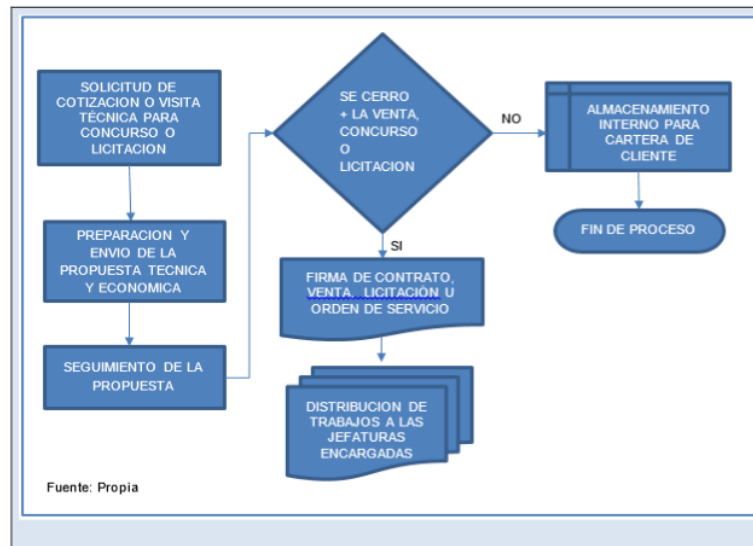 SOLICITUD DE
COTIZACION O VISITA
TÉCNICA PARA
CONCURSO O
LICITACION
PREPARACION Y
ENVIO DE LA
PROPUESTA TECNICA
Y ECONOMICA
SEGUIMIENTO DE LA
PROPUESTA
SE CERRO
+ LA VENTA,
CONCURSO
O
LICITACION
NO
ALMACENAMIENTO
INTERNO PARA
CARTERA DE
CLIENTE
FIN DE PROCESO
SI
FIRMA DE CONTRATO,
VENTA, LICITACIÓN U
ORDEN DE SERVICIO
DISTRIBUCION DE
TRABAJOS A LAS
JEFATURAS
ENCARGADAS
Fuente: Propia